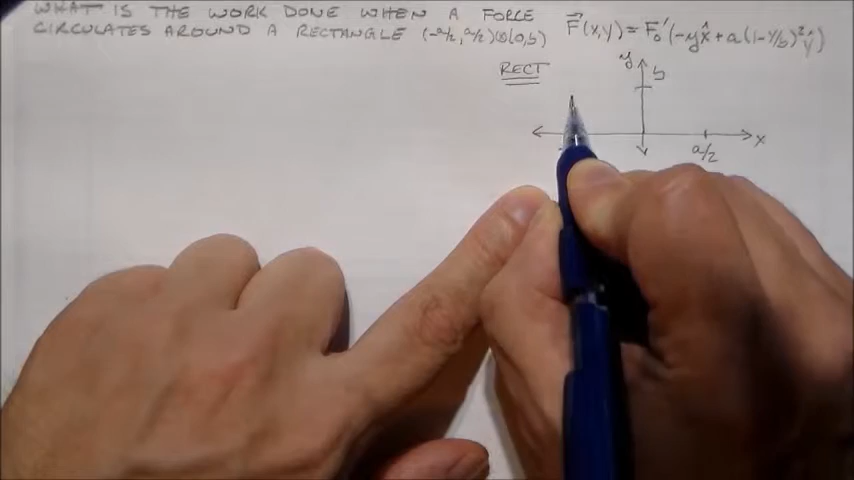 WHAT IS THE WORK DONE WHEN A FORCE F⃗(x,y) = F₀'(-yx̂ + a(1-y/b)²ŷ)
CIRCULATES AROUND A RECTANGLE (-a/2, a/2)⊗(0,b)
RECT
y
b
x
a/2